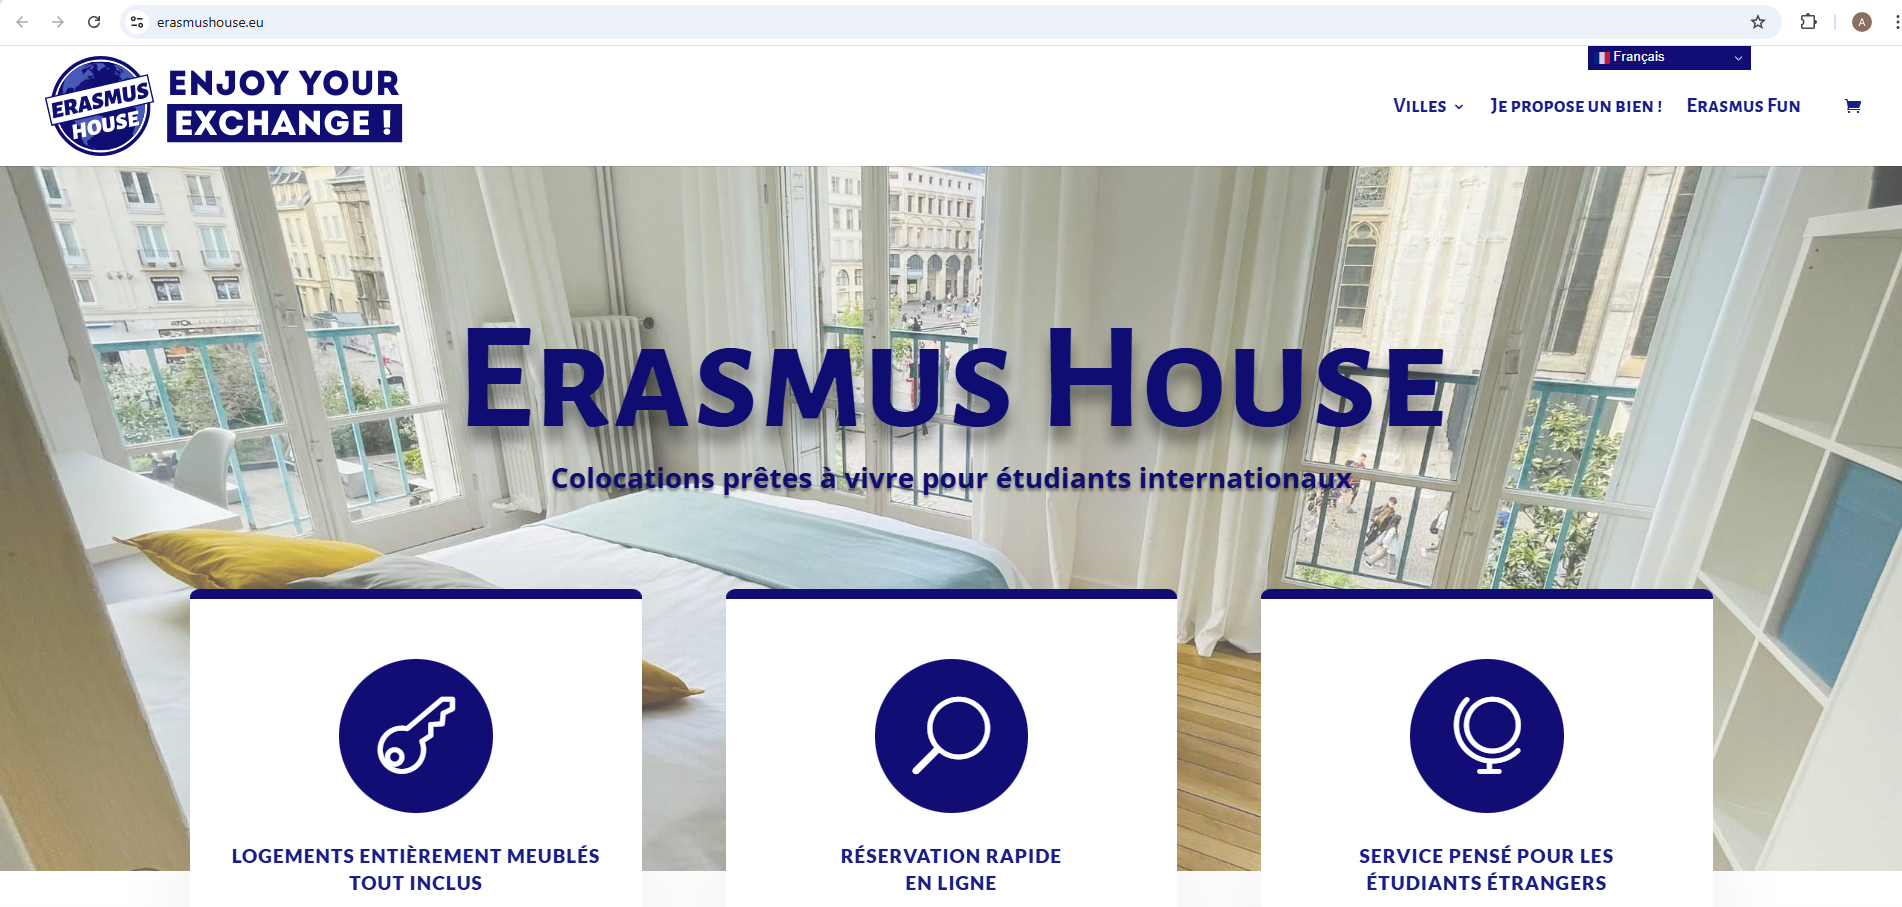 erasmushouse.eu
A
Français
ERASMUS
HOUSE
ENJOY YOUR
EXCHANGE !
Villes
Je propose un bien !
Erasmus Fun
Erasmus House
Colocations prêtes à vivre pour étudiants internationaux
LOGEMENTS ENTIÈREMENT MEUBLÉS
TOUT INCLUS
RÉSERVATION RAPIDE
EN LIGNE
SERVICE PENSÉ POUR LES
ÉTUDIANTS ÉTRANGERS